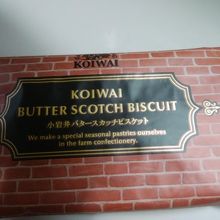 KOIWAI
KOIWAI
BUTTER SCOTCH BISCUIT
小岩井バタースカッチビスケット
We make a special seasonal pastries ourselves
in the farm confectionery.